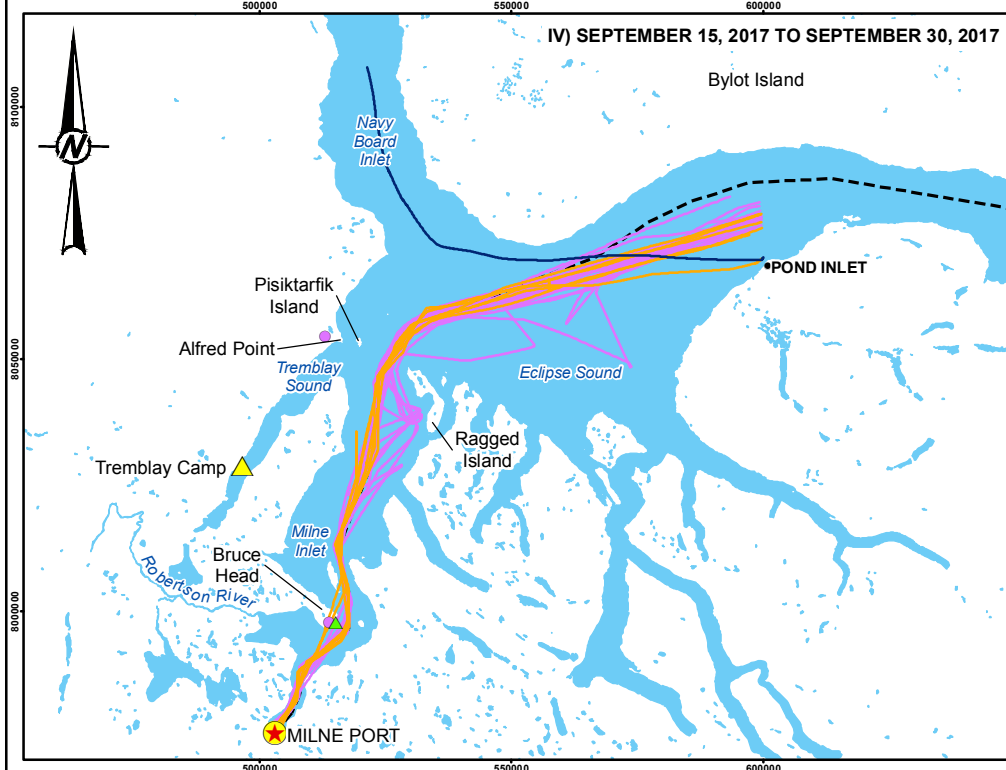 500000
550000
600000
IV) SEPTEMBER 15, 2017 TO SEPTEMBER 30, 2017
Bylot Island
8100000
N
Navy
Board
Inlet
POND INLET
Pisiktarfik
Island
Alfred Point
8050000
Tremblay
Sound
Eclipse Sound
Ragged
Island
Tremblay Camp
Milne
Inlet
Bruce
Head
Robertson River
8000000
MILNE PORT
500000
550000
600000